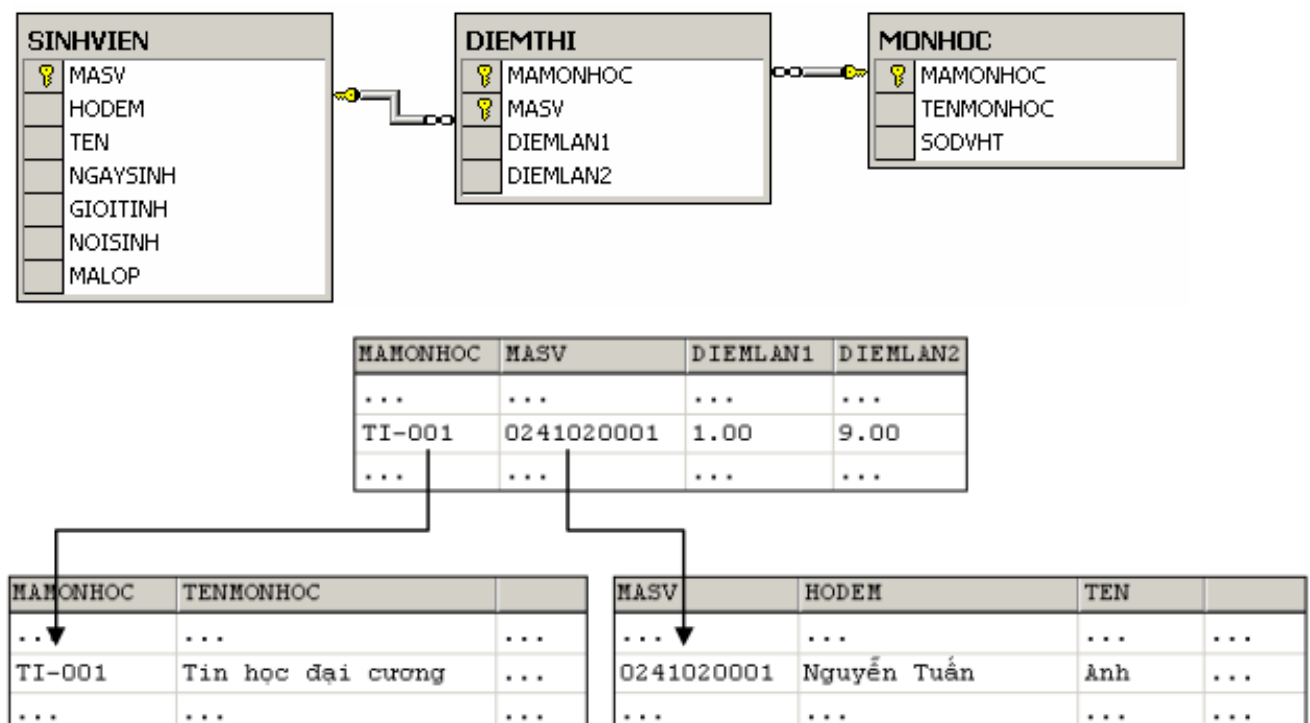 SINHVIEN
MASV
HODEM
TEN
NGAYSINH
GIOITINH
NOISINH
MALOP
DIEMTHI
MAMONHOC
MASV
DIEMLAN1
DIEMLAN2
MONHOC
MAMONHOC
TENMONHOC
SODVHT
MAMONHOC MASV DIEMLAN1 DIEMLAN2
... ... ... ...
TI-001 0241020001 1.00 9.00
... ... ... ...
MAMONHOC TENMONHOC
... ... ...
TI-001 Tin học đại cương ...
... ... ...
MASV HODEM TEN
... ... ... ...
0241020001 Nguyễn Tuấn Anh ...
... ... ... ...